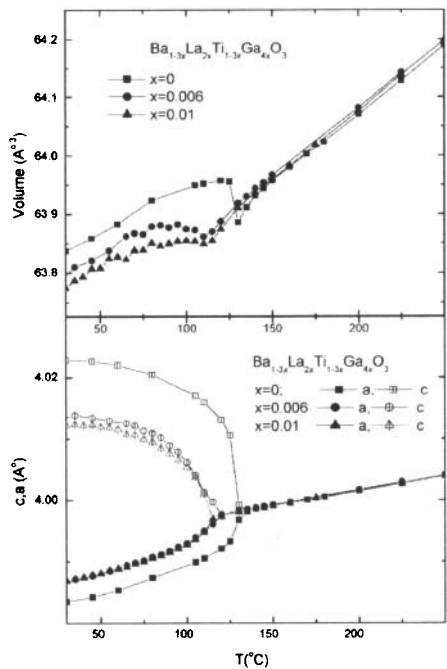 64.2
64.1
64.0
63.9
63.8
Volume (A°³)
Ba₁₋₃ₓLa₂ₓTi₁₋₃ₓGa₄ₓO₃
x=0
x=0.006
x=0.01
50 100 150 200
4.02
4.00
c,a (A°)
Ba₁₋₃ₓLa₂ₓTi₁₋₃ₓGa₄ₓO₃
x=0; a, c
x=0.006 a, c
x=0.01 a, c
50 100 150 200
T(°C)